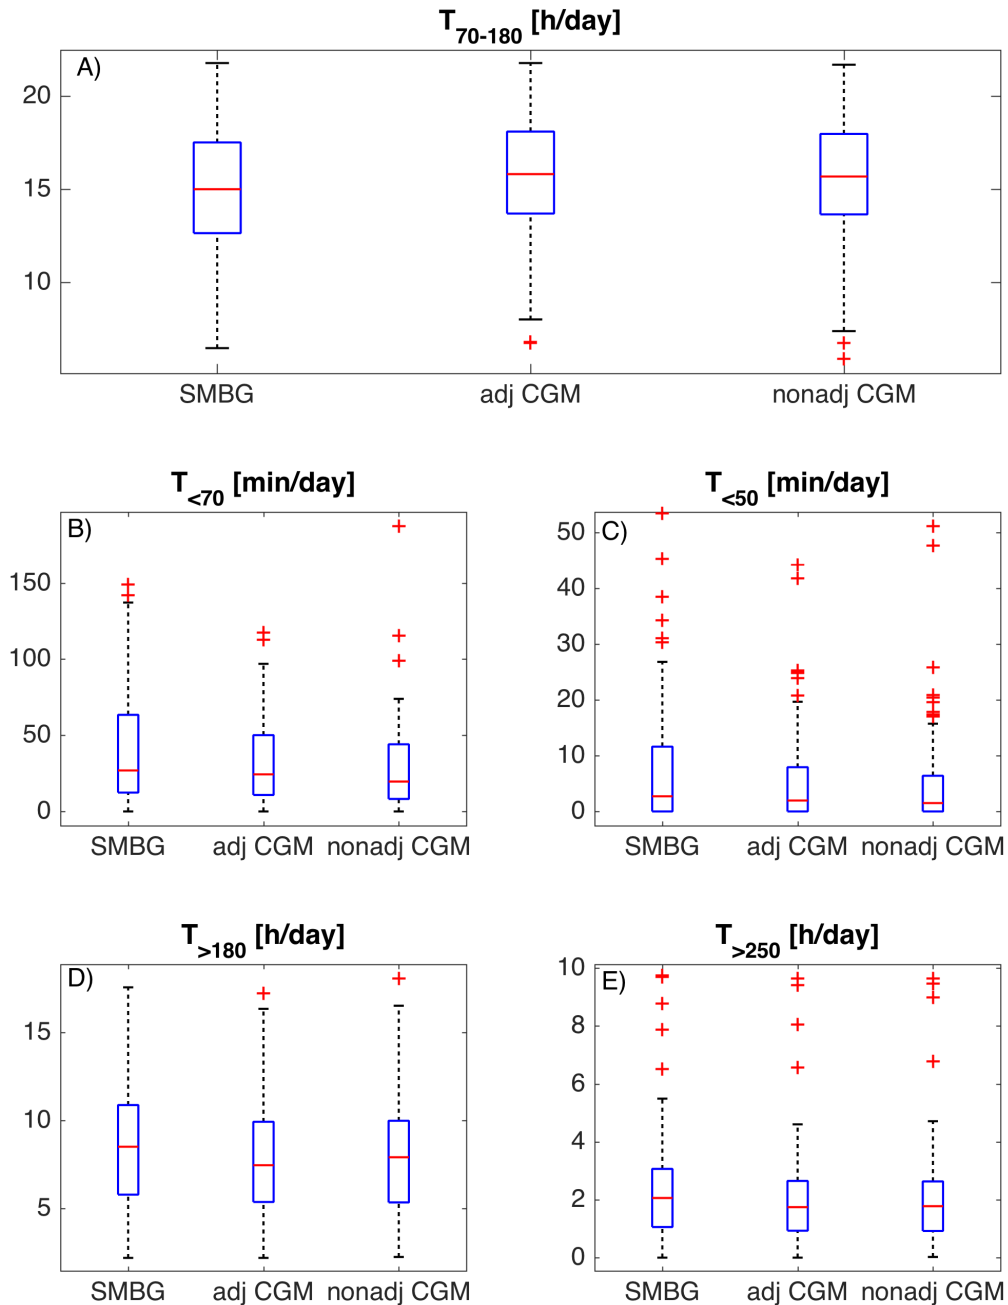 T70-180 [h/day]
A)
20
15
10
SMBG adj CGM nonadj CGM
T<70 [min/day]
B)
150
100
50
0
SMBG adj CGM nonadj CGM
T<50 [min/day]
C)
50
40
30
20
10
0
SMBG adj CGM nonadj CGM
T>180 [h/day]
D)
15
10
5
SMBG adj CGM nonadj CGM
T>250 [h/day]
E)
10
8
6
4
2
0
SMBG adj CGM nonadj CGM